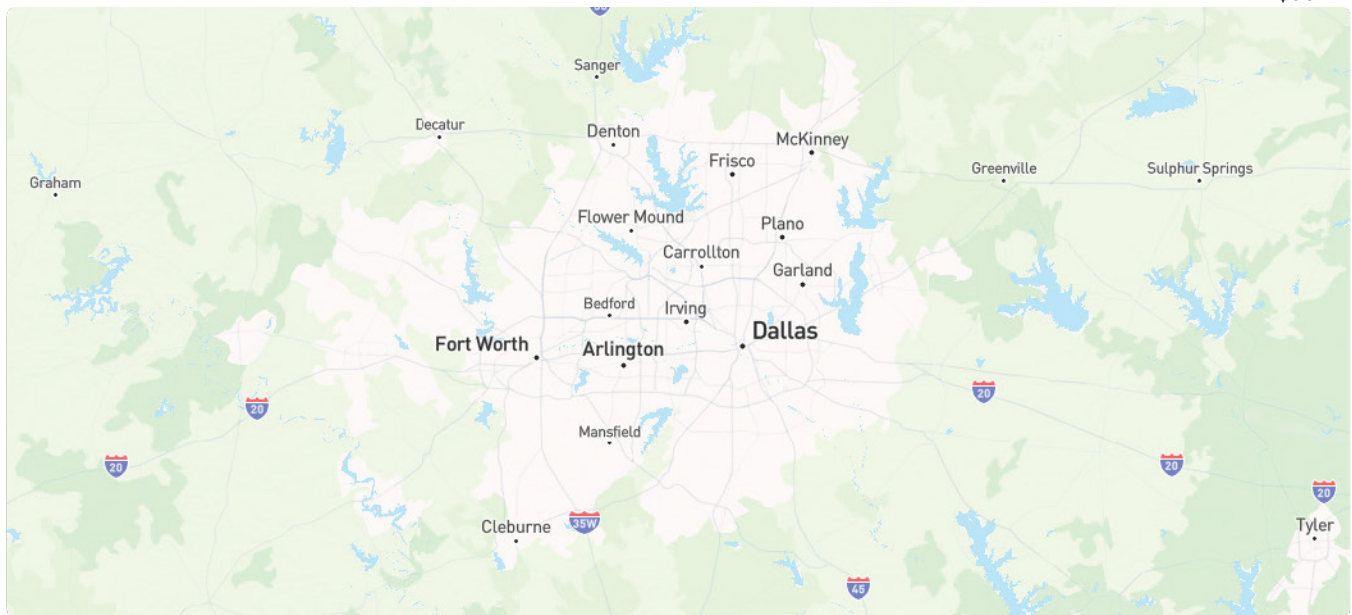 Sanger
Decatur
Denton
McKinney
Frisco
Greenville
Sulphur Springs
Graham
Flower Mound
Plano
Carrollton
Garland
Bedford
Irving
Dallas
Fort Worth
Arlington
20
20
Mansfield
20
20
20
35W
Cleburne
Tyler
45